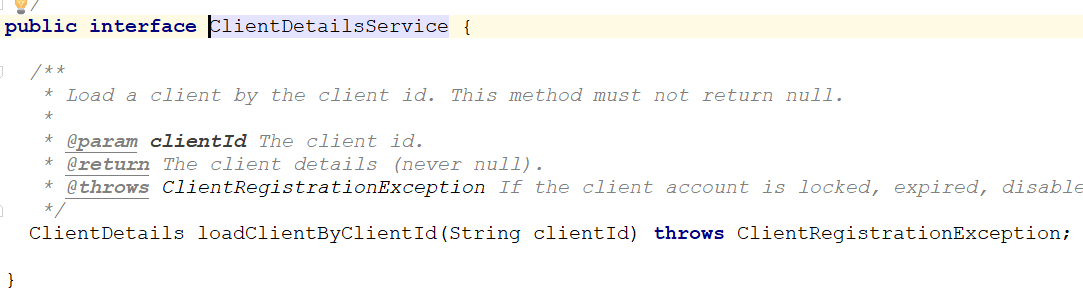 */
public interface ClientDetailsService {
/**
* Load a client by the client id. This method must not return null.
*
* @param clientId The client id.
* @return The client details (never null).
* @throws ClientRegistrationException If the client account is locked, expired, disable
*/
ClientDetails loadClientByClientId(String clientId) throws ClientRegistrationException;
}